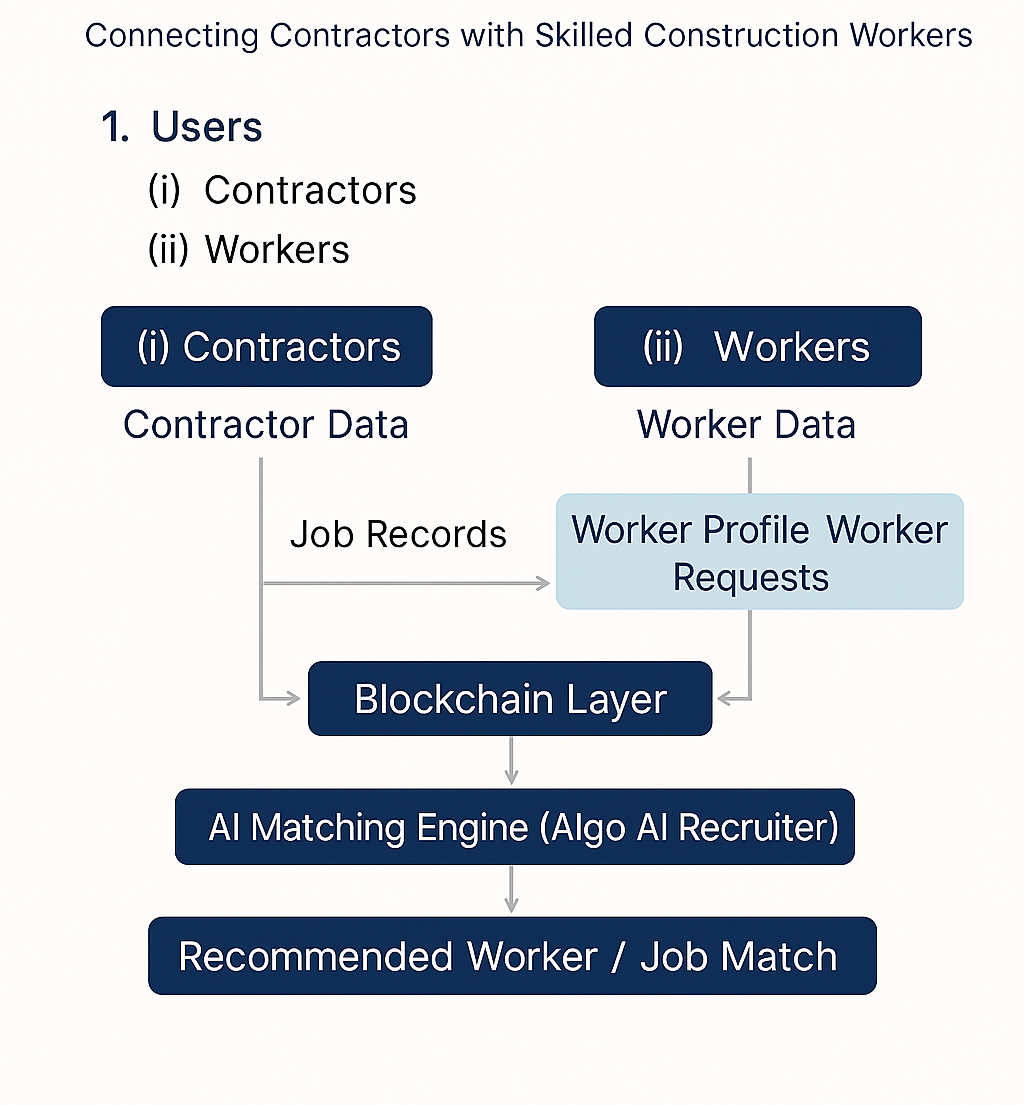 Connecting Contractors with Skilled Construction Workers
1. Users
(i) Contractors
(ii) Workers
(i) Contractors
(ii) Workers
Contractor Data
Worker Data
Job Records
Worker Profile Worker
Requests
Blockchain Layer
AI Matching Engine (Algo AI Recruiter)
Recommended Worker / Job Match